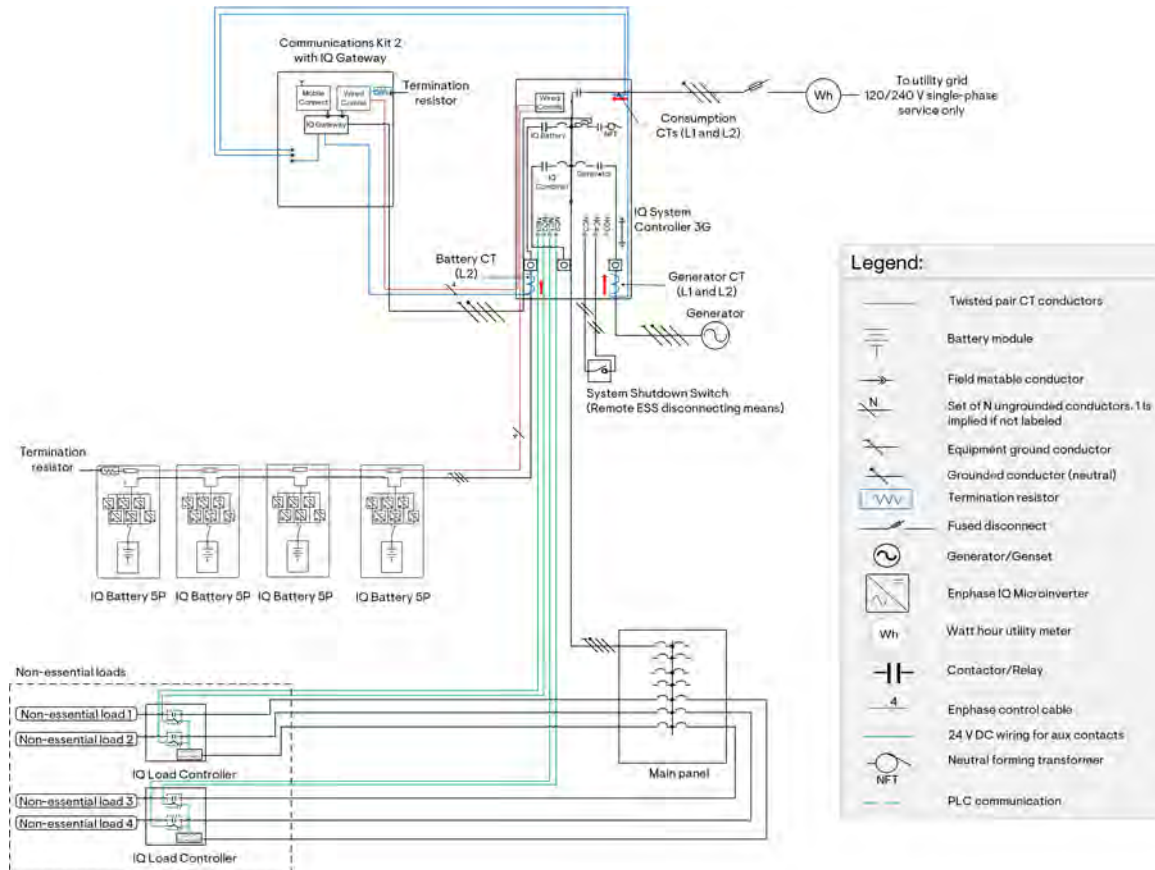 Communications Kit 2
with IQ Gateway
Mobile
Connect
Wired
Comms
IQ Gateway
Termination
resistor
Wired
Comms
IQ Battery
NFT
IQ
Combiner
Generator
Consumption
CTs (L1 and L2)
Wh
To utility grid
120/240 V single-phase
service only
IQ System
Controller 3G
Battery CT
(L2)
4
Generator CT
(L1 and L2)
Generator
System Shutdown Switch
(Remote ESS disconnecting means)
Termination
resistor
IQ Battery 5P
IQ Battery 5P
IQ Battery 5P
IQ Battery 5P
Non-essential loads
Non-essential load 1
Non-essential load 2
IQ Load Controller
Non-essential load 3
Non-essential load 4
IQ Load Controller
Main panel
Legend:
Twisted pair CT conductors
Battery module
Field matable conductor
N
Set of N ungrounded conductors. 1 is
implied if not labeled
Equipment ground conductor
Grounded conductor (neutral)
Termination resistor
Fused disconnect
Generator/Genset
Enphase IQ Microinverter
Wh
Watt hour utility meter
Contactor/Relay
4
Enphase control cable
24 V DC wiring for aux contacts
NFT
Neutral forming transformer
PLC communication